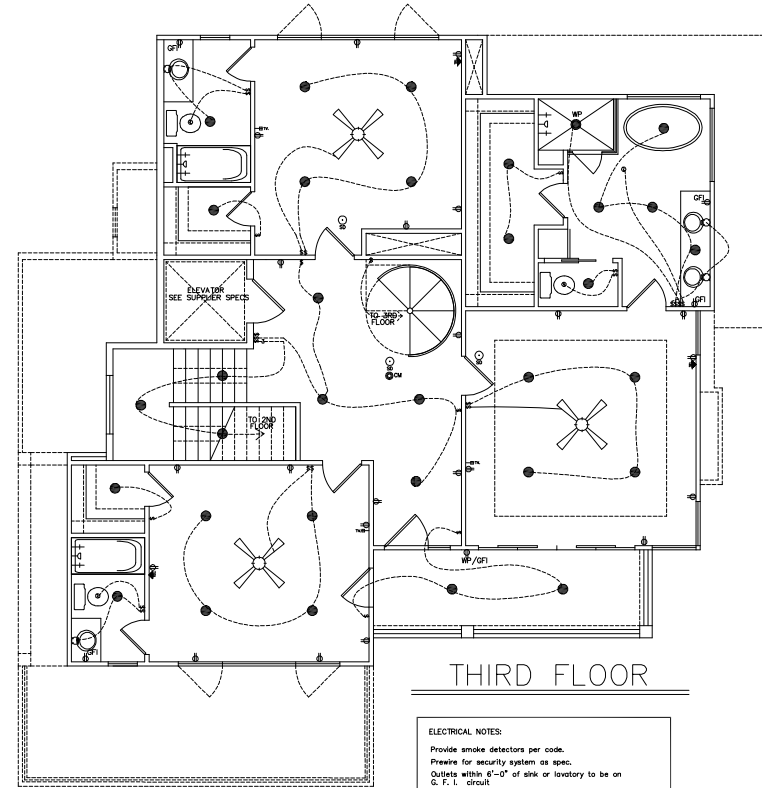 GFI
WP
GFI
SD
ELEVATOR
SEE SUPPLIER SPECS
TO 3RD
FLOOR
GFI
SD
SD
CM
TO 2ND
FLOOR
WP/GFI
GFI
THIRD FLOOR
ELECTRICAL NOTES:
Provide smoke detectors per code.
Prewire for security system as spec.
Outlets within 6'-0" of sink or lavatory to be on
G. F. I. circuit